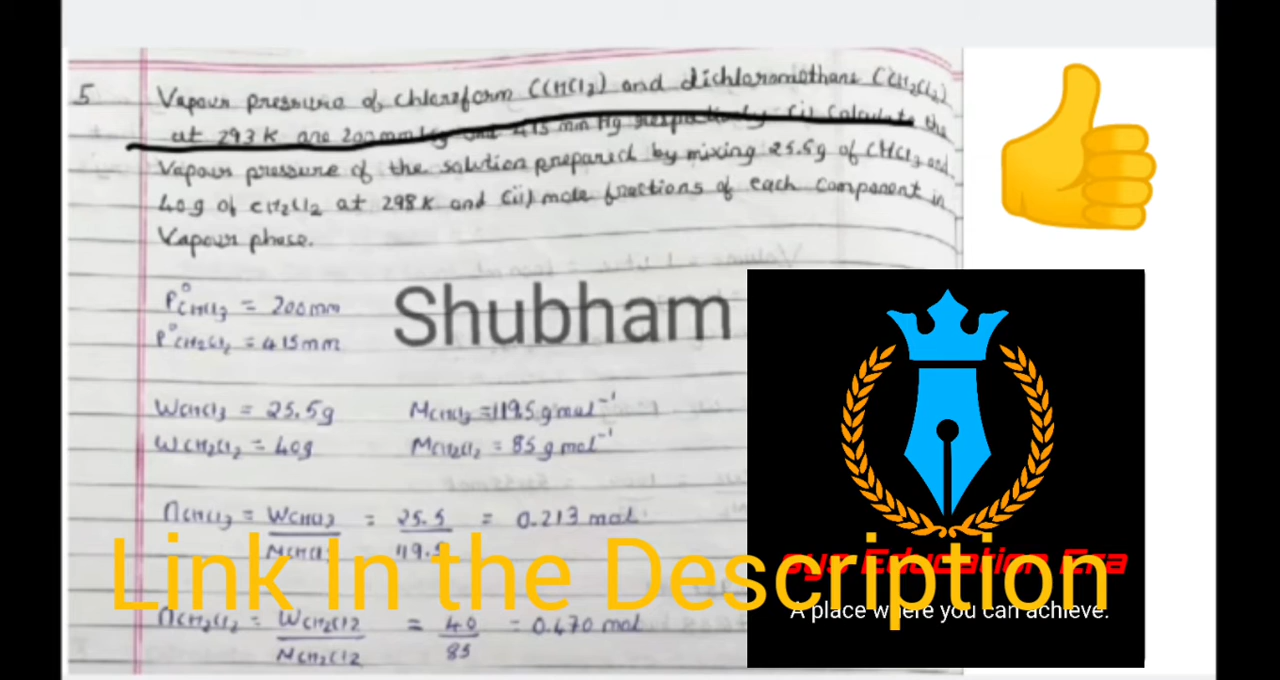 5 Vapour pressure of chloroform (CHCl3) and dichloromethane (CH2Cl2)
at 293 K are 200 mm Hg and 415 mm Hg respectively (i) Calculate the
Vapour pressure of the solution prepared by mixing 25.5g of CHCl3 and
40g of CH2Cl2 at 298 K and (ii) mole fractions of each component in
Vapour phase.
P°CHCl3 = 200mm
P°CH2Cl2 = 415mm
Shubham
WCHCl3 = 25.5g MCHCl3 = 119.5 g mol⁻¹
WCH2Cl2 = 40g MCH2Cl2 = 85 g mol⁻¹
nCHCl3 = WCHCl3 = 25.5 = 0.213 mol
MCHCl3 119.5
Link In the Description
Education Era
A place where you can achieve.
nCH2Cl2 = WCH2Cl2 = 40 = 0.470 mol
MCH2Cl2 85